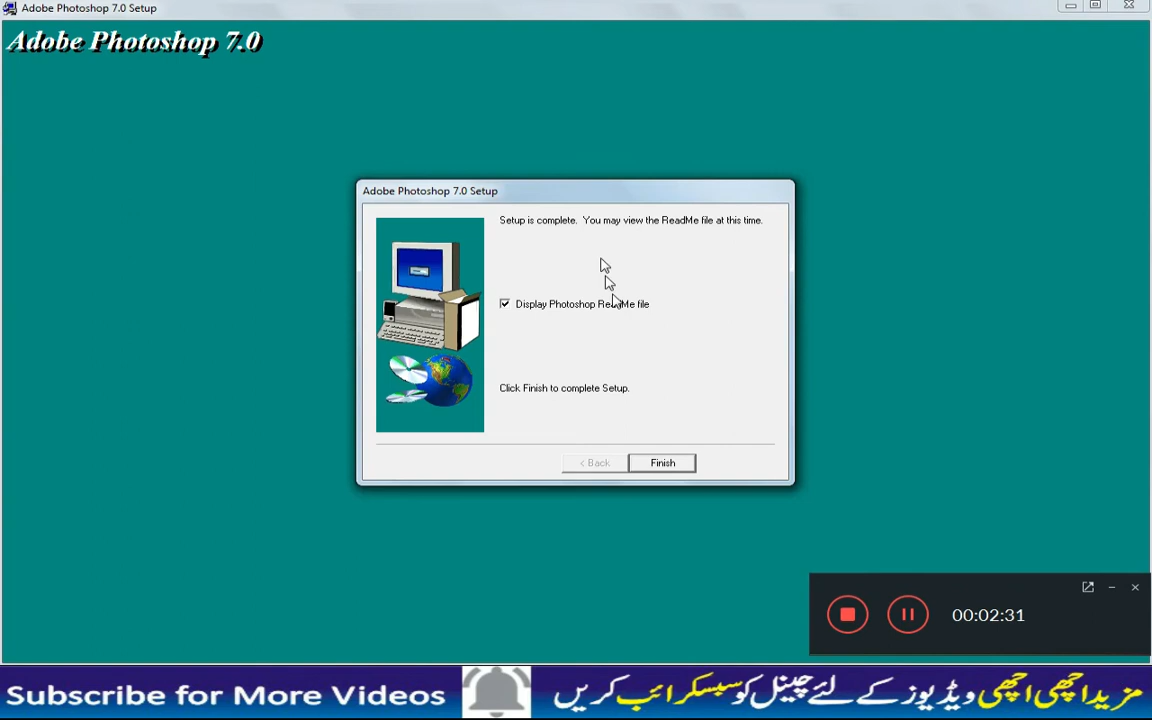 Adobe Photoshop 7.0 Setup
Adobe Photoshop 7.0
Adobe Photoshop 7.0 Setup
Setup is complete. You may view the ReadMe file at this time.
Display Photoshop ReadMe file
Click Finish to complete Setup.
< Back
Finish
00:02:31
Subscribe for More Videos
مزید اچھی اچھی ویڈیوز کے لئے چینل کو سبسکرائب کریں